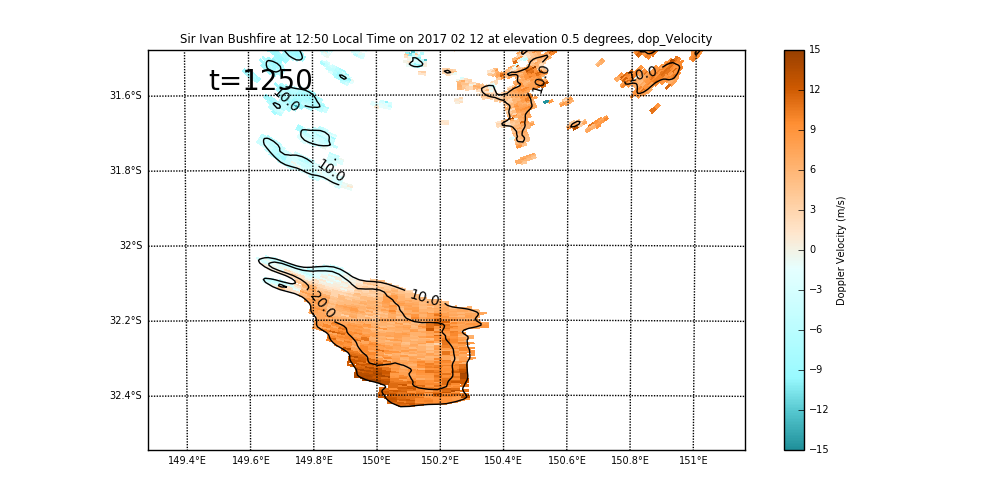 Sir Ivan Bushfire at 12:50 Local Time on 2017 02 12 at elevation 0.5 degrees, dop_Velocity
t=1250
10.0
10.0
10.0
10.0
10.0
20.0
31.6°S
31.8°S
32°S
32.2°S
32.4°S
149.4°E
149.6°E
149.8°E
150°E
150.2°E
150.4°E
150.6°E
150.8°E
151°E
15
12
9
6
3
0
−3
−6
−9
−12
−15
Doppler Velocity (m/s)